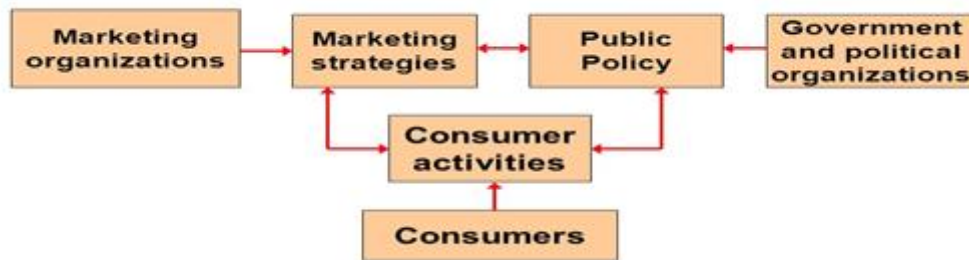 Marketing
organizations
Marketing
strategies
Public
Policy
Government
and political
organizations
Consumer
activities
Consumers